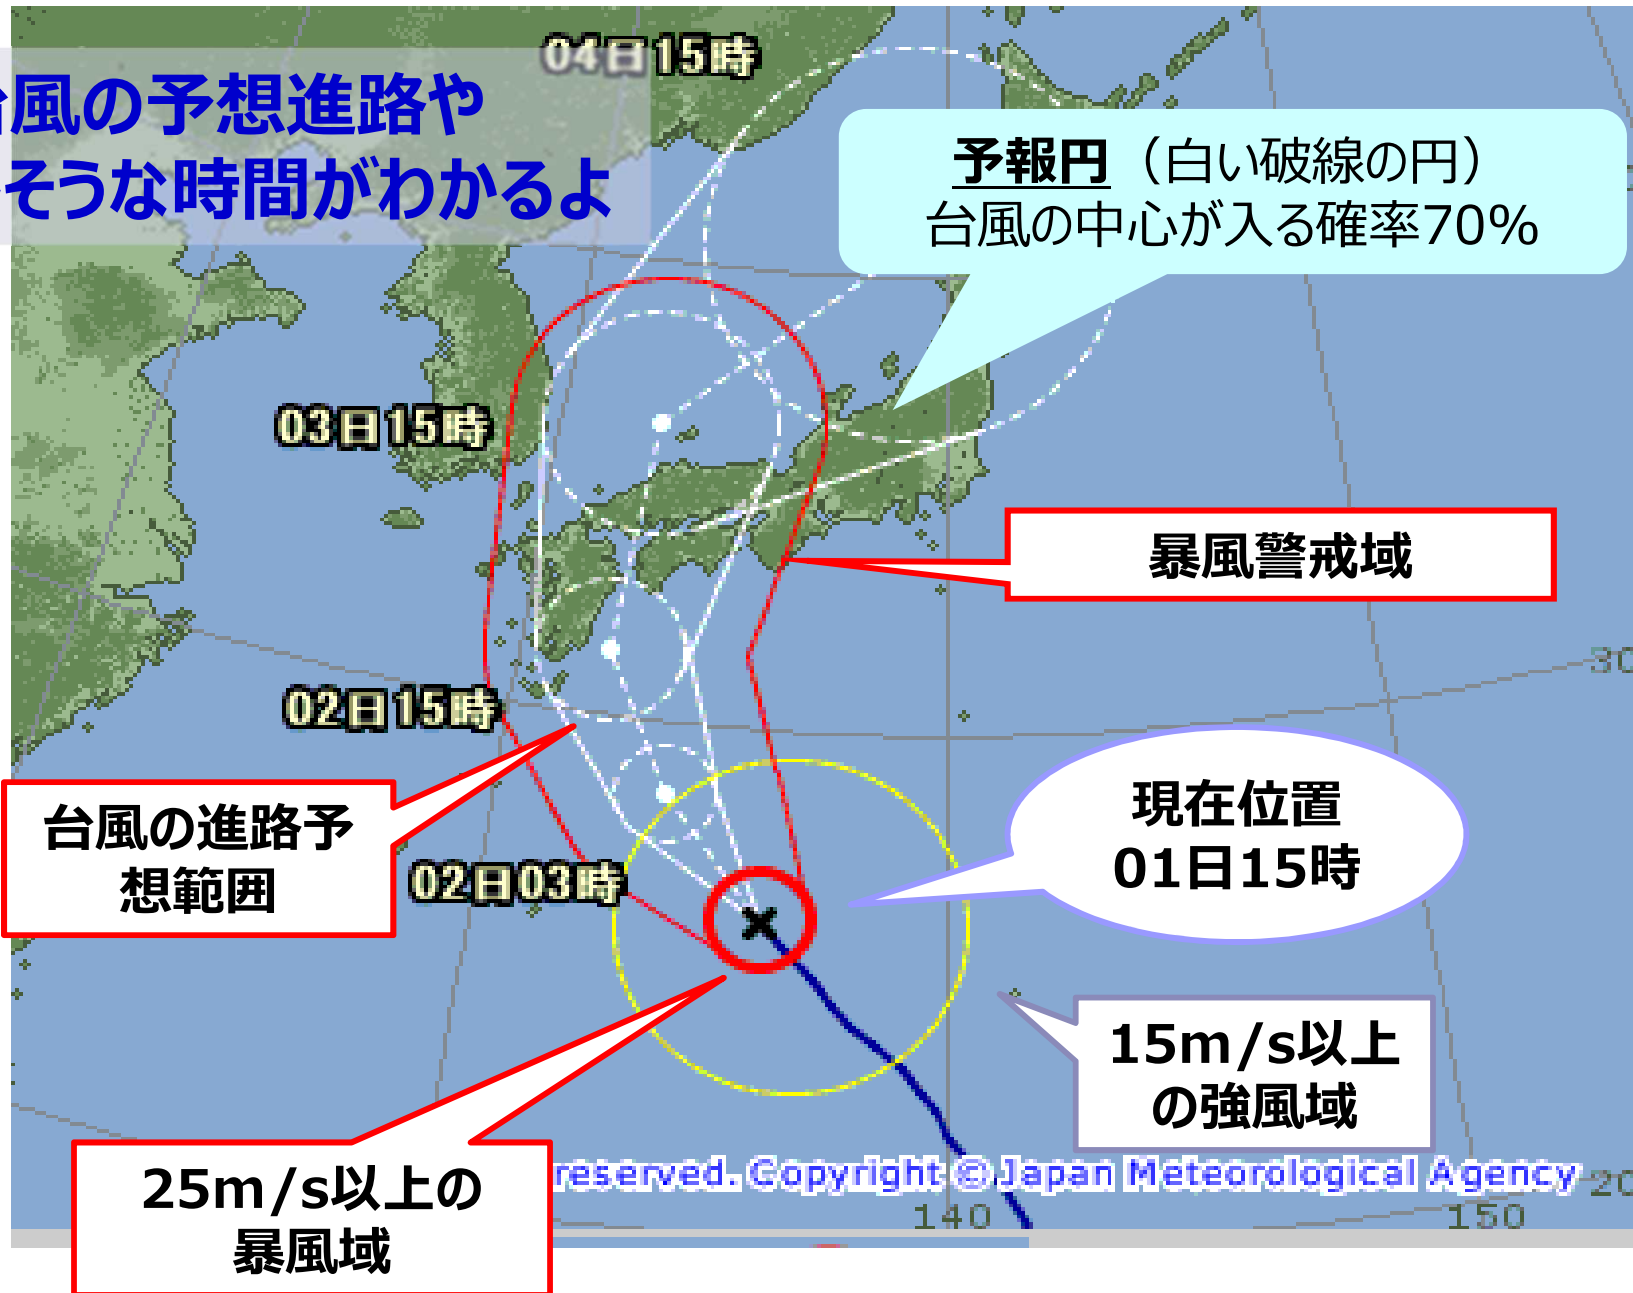 04日15時
台風の予想進路や
そうな時間がわかるよ
予報円（白い破線の円）
台風の中心が入る確率70%
03日15時
暴風警戒域
30
02日15時
現在位置
01日15時
台風の進路予
想範囲
02日03時
15m/s以上
の強風域
25m/s以上の
暴風域
reserved. Copyright © Japan Meteorological Agency
20
140
150